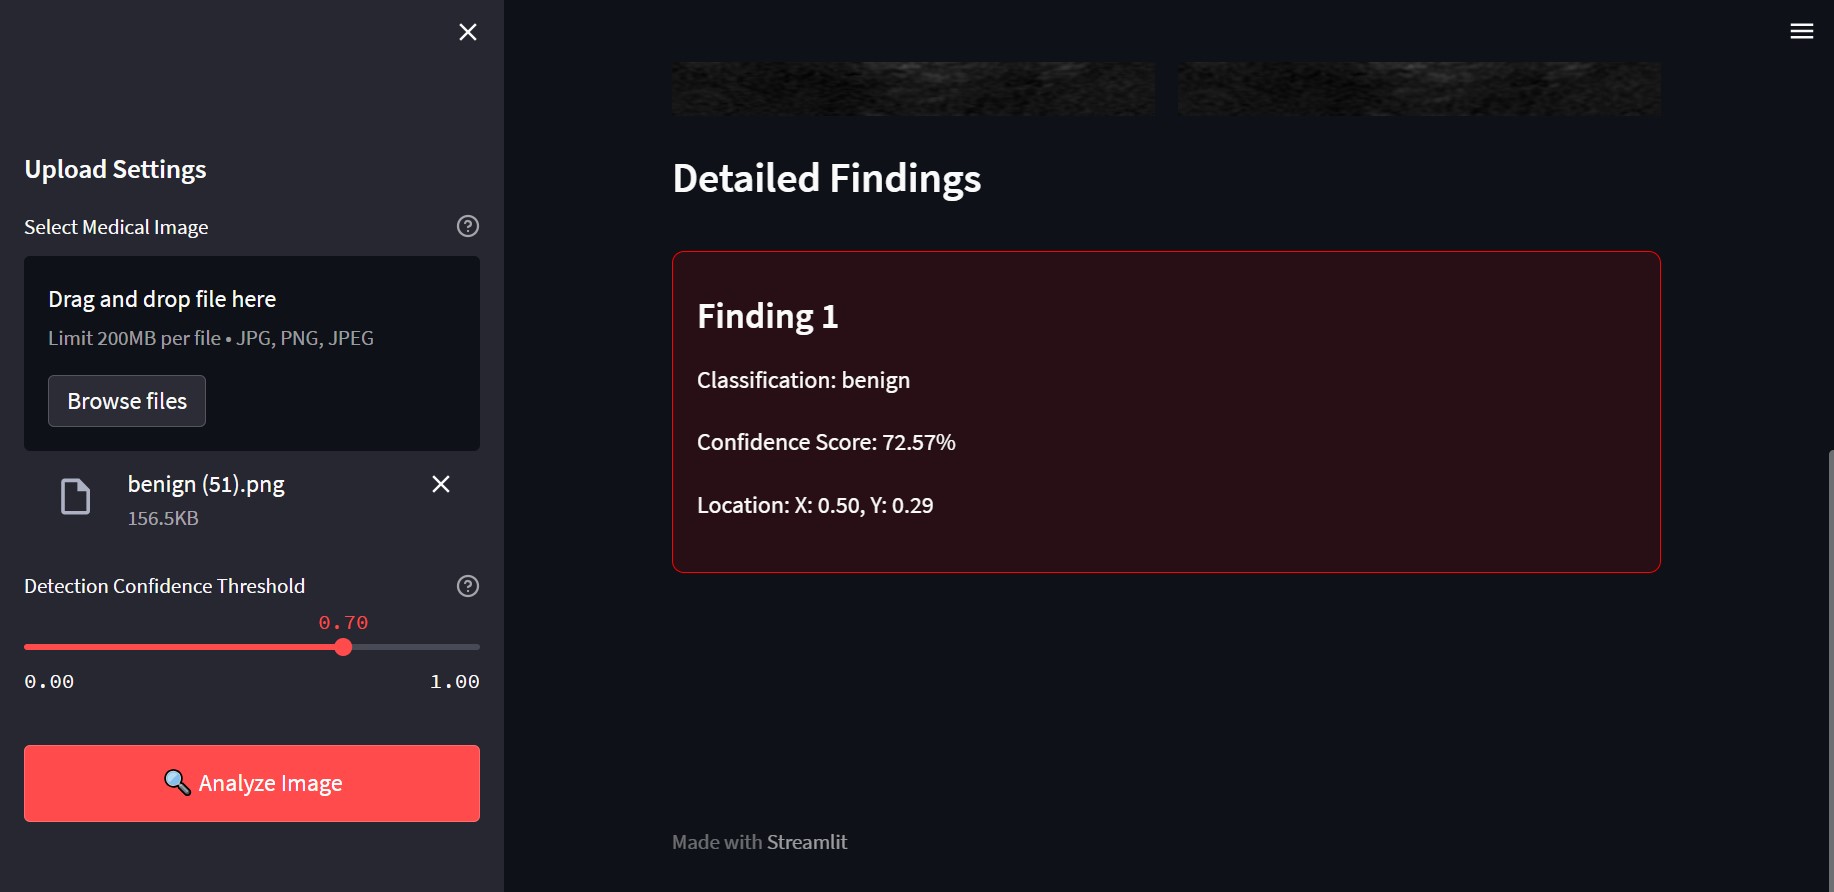 Upload Settings
Select Medical Image
Drag and drop file here
Limit 200MB per file • JPG, PNG, JPEG
Browse files
benign (51).png
156.5KB
Detection Confidence Threshold
0.70
0.00 1.00
🔍 Analyze Image
Detailed Findings
Finding 1
Classification: benign
Confidence Score: 72.57%
Location: X: 0.50, Y: 0.29
Made with Streamlit